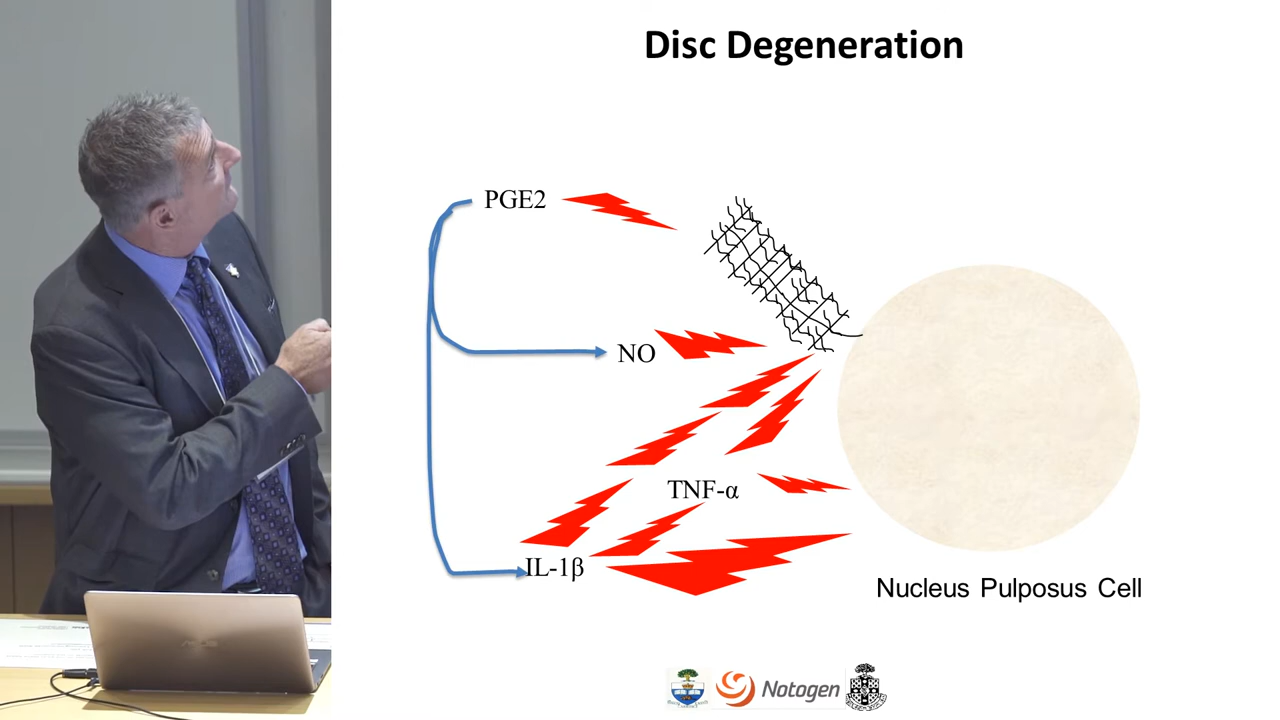 Disc Degeneration
PGE2
NO
TNF-α
IL-1β
Nucleus Pulposus Cell
Notogen